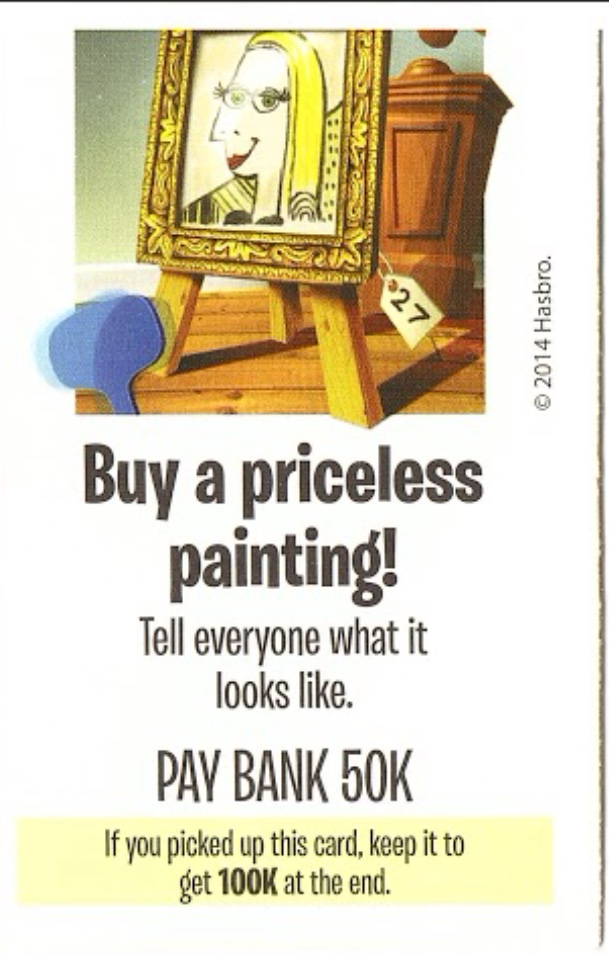 27
© 2014 Hasbro.
Buy a priceless
painting!
Tell everyone what it
looks like.
PAY BANK 50K
If you picked up this card, keep it to
get 100K at the end.